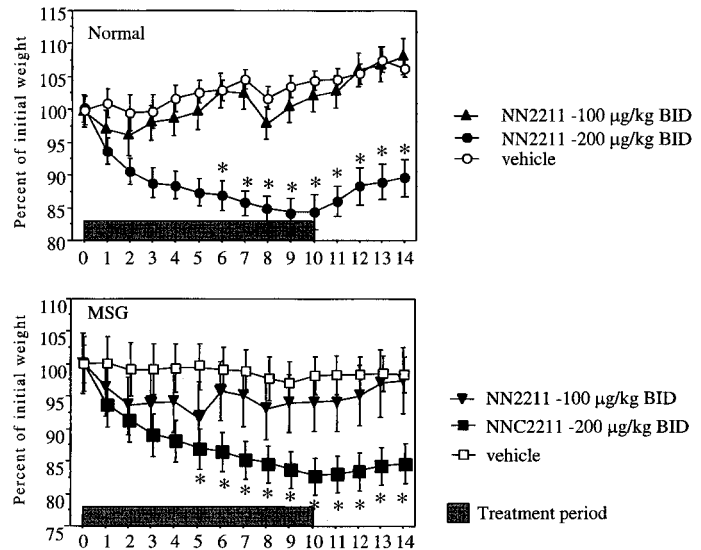 115
110
105
100
95
90
85
80
Percent of initial weight
Normal
* * * * * * * * *
0 1 2 3 4 5 6 7 8 9 10 11 12 13 14
NN2211 -100 μg/kg BID
NN2211 -200 μg/kg BID
vehicle
110
105
100
95
90
85
80
75
Percent of initial weight
MSG
* * * * * * * * * *
0 1 2 3 4 5 6 7 8 9 10 11 12 13 14
NN2211 -100 μg/kg BID
NNC2211 -200 μg/kg BID
vehicle
Treatment period